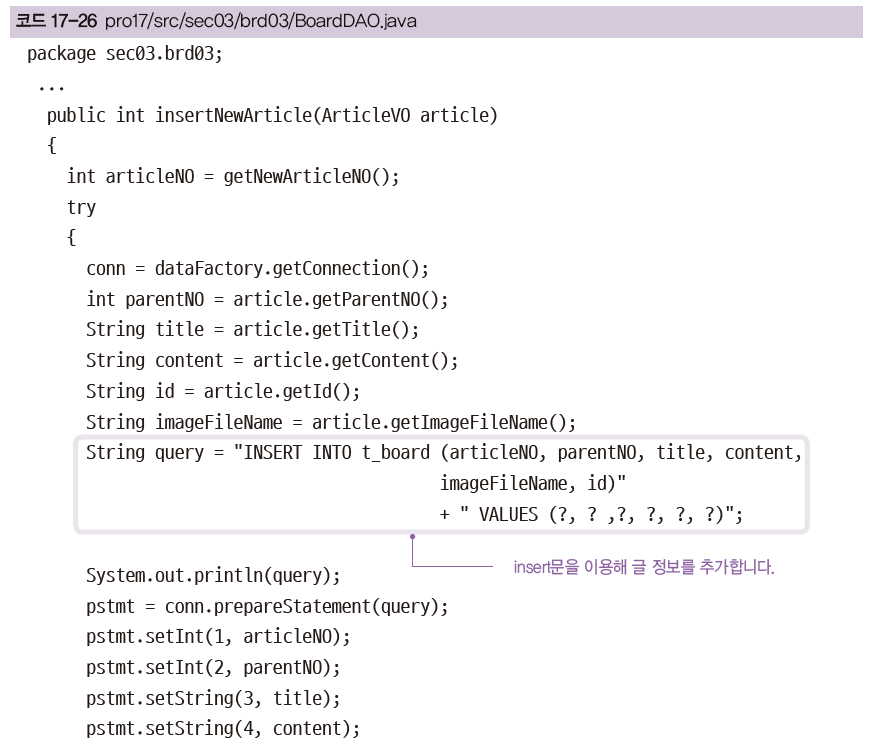 코드 17-26 pro17/src/sec03/brd03/BoardDAO.java
package sec03.brd03;
...
public int insertNewArticle(ArticleVO article)
{
int articleNO = getNewArticleNO();
try
{
conn = dataFactory.getConnection();
int parentNO = article.getParentNO();
String title = article.getTitle();
String content = article.getContent();
String id = article.getId();
String imageFileName = article.getImageFileName();
String query = "INSERT INTO t_board (articleNO, parentNO, title, content,
imageFileName, id)"
+ " VALUES (?, ? ,?, ?, ?, ?)";
insert문을 이용해 글 정보를 추가합니다.
System.out.println(query);
pstmt = conn.prepareStatement(query);
pstmt.setInt(1, articleNO);
pstmt.setInt(2, parentNO);
pstmt.setString(3, title);
pstmt.setString(4, content);